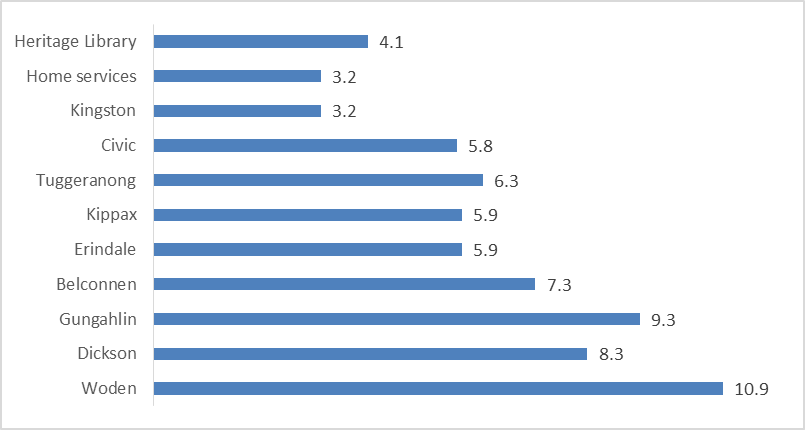 Heritage Library 4.1
Home services 3.2
Kingston 3.2
Civic 5.8
Tuggeranong 6.3
Kippax 5.9
Erindale 5.9
Belconnen 7.3
Gungahlin 9.3
Dickson 8.3
Woden 10.9